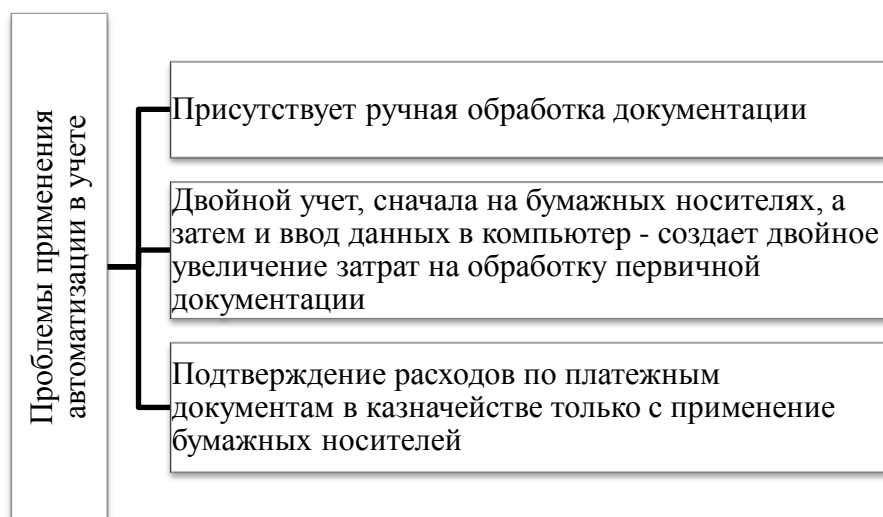 Проблемы применения
автоматизации в учете
Присутствует ручная обработка документации
Двойной учет, сначала на бумажных носителях, а
затем и ввод данных в компьютер - создает двойное
увеличение затрат на обработку первичной
документации
Подтверждение расходов по платежным
документам в казначействе только с применение
бумажных носителей